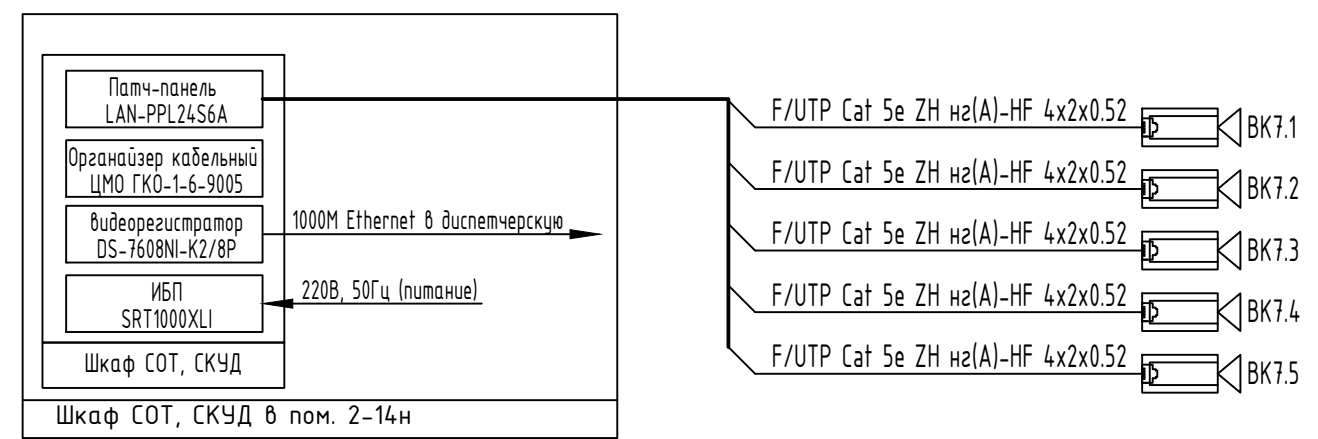 Патч-панель
LAN-PPL24S6A
Органайзер кабельный
ЦМО ГКО-1-6-9005
видеорегистратор
DS-7608NI-K2/8P
ИБП
SRT1000XLI
Шкаф СОТ, СКУД
Шкаф СОТ, СКУД в пом. 2-14н
1000M Ethernet в диспетчерскую
220В, 50Гц (питание)
F/UTP Cat 5e ZH нг(А)-HF 4x2x0.52
ВК7.1
F/UTP Cat 5e ZH нг(А)-HF 4x2x0.52
ВК7.2
F/UTP Cat 5e ZH нг(А)-HF 4x2x0.52
ВК7.3
F/UTP Cat 5e ZH нг(А)-HF 4x2x0.52
ВК7.4
F/UTP Cat 5e ZH нг(А)-HF 4x2x0.52
ВК7.5